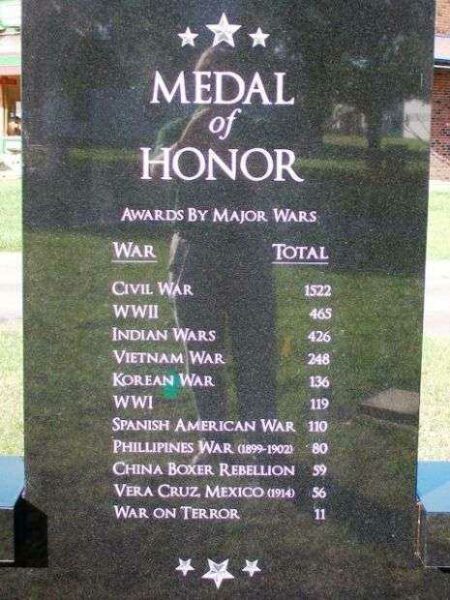 MEDAL
of
HONOR
AWARDS BY MAJOR WARS
WAR TOTAL
CIVIL WAR 1522
WWII 465
INDIAN WARS 426
VIETNAM WAR 248
KOREAN WAR 136
WWI 119
SPANISH AMERICAN WAR 110
PHILLIPINES WAR (1899-1902) 80
CHINA BOXER REBELLION 59
VERA CRUZ, MEXICO (1914) 56
WAR ON TERROR 11